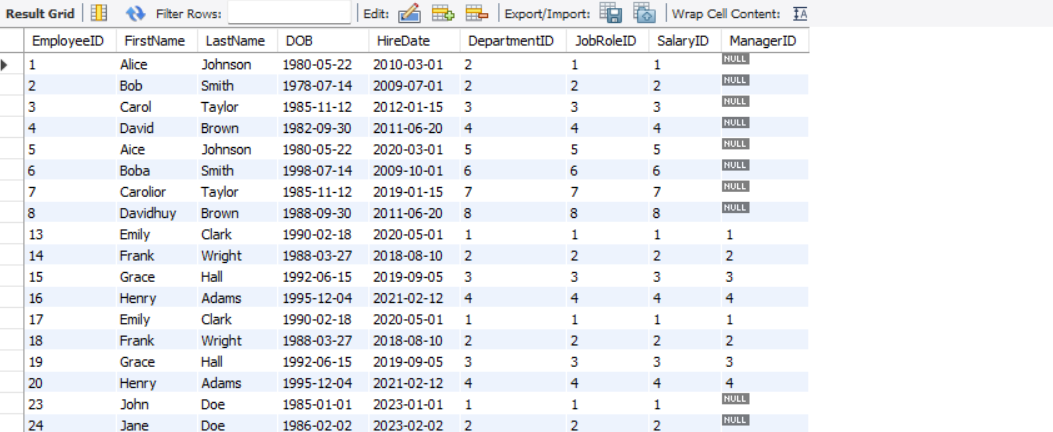 Result Grid Filter Rows: Edit: Export/Import: Wrap Cell Content: IA
EmployeeID FirstName LastName DOB HireDate DepartmentID JobRoleID SalaryID ManagerID
1 Alice Johnson 1980-05-22 2010-03-01 2 1 1 NULL
2 Bob Smith 1978-07-14 2009-07-01 2 2 2 NULL
3 Carol Taylor 1985-11-12 2012-01-15 3 3 3 NULL
4 David Brown 1982-09-30 2011-06-20 4 4 4 NULL
5 Aice Johnson 1980-05-22 2020-03-01 5 5 5 NULL
6 Boba Smith 1998-07-14 2009-10-01 6 6 6 NULL
7 Carolior Taylor 1985-11-12 2019-01-15 7 7 7 NULL
8 Davidhuy Brown 1988-09-30 2011-06-20 8 8 8 NULL
13 Emily Clark 1990-02-18 2020-05-01 1 1 1 1
14 Frank Wright 1988-03-27 2018-08-10 2 2 2 2
15 Grace Hall 1992-06-15 2019-09-05 3 3 3 3
16 Henry Adams 1995-12-04 2021-02-12 4 4 4 4
17 Emily Clark 1990-02-18 2020-05-01 1 1 1 1
18 Frank Wright 1988-03-27 2018-08-10 2 2 2 2
19 Grace Hall 1992-06-15 2019-09-05 3 3 3 3
20 Henry Adams 1995-12-04 2021-02-12 4 4 4 4
23 John Doe 1985-01-01 2023-01-01 1 1 1 NULL
24 Jane Doe 1986-02-02 2023-02-02 2 2 2 NULL